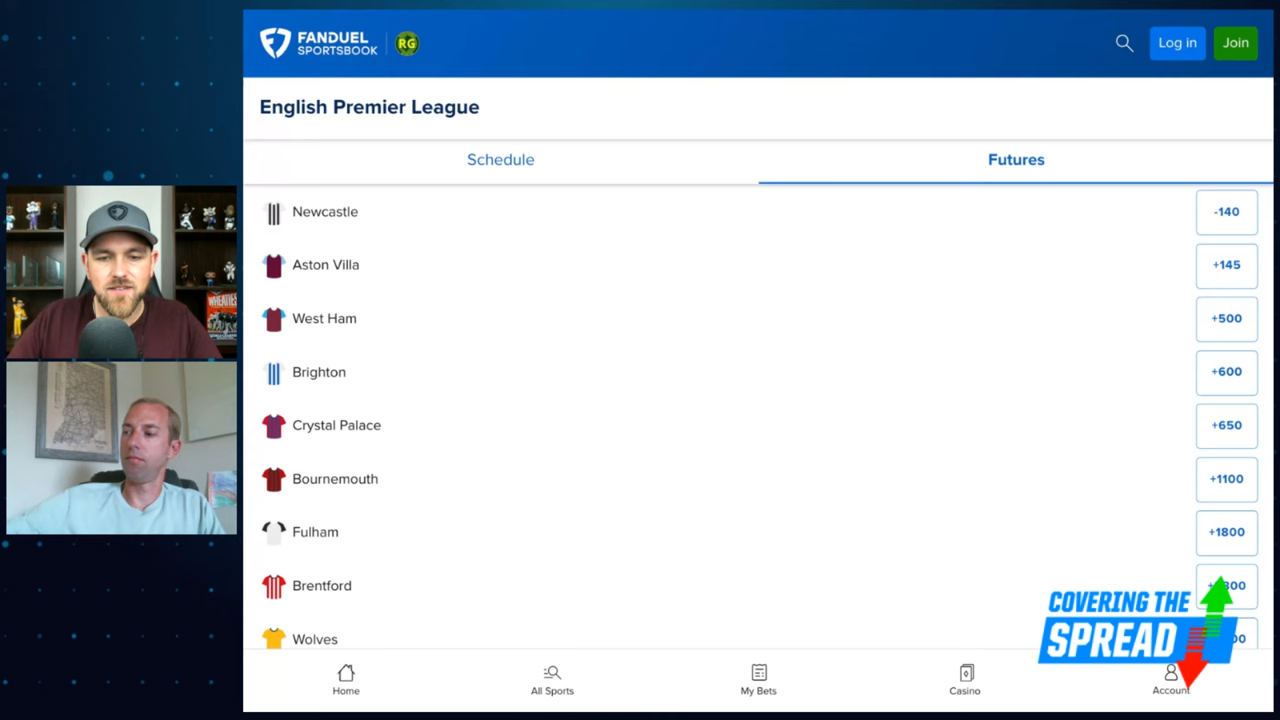 FANDUEL
SPORTSBOOK
RG
Log in
Join
English Premier League
Schedule
Futures
Newcastle
-140
Aston Villa
+145
West Ham
+500
Brighton
+600
Crystal Palace
+650
Bournemouth
+1100
Fulham
+1800
Brentford
Wolves
COVERING THE
SPREAD
WHEATIES
Home
All Sports
My Bets
Casino
Account